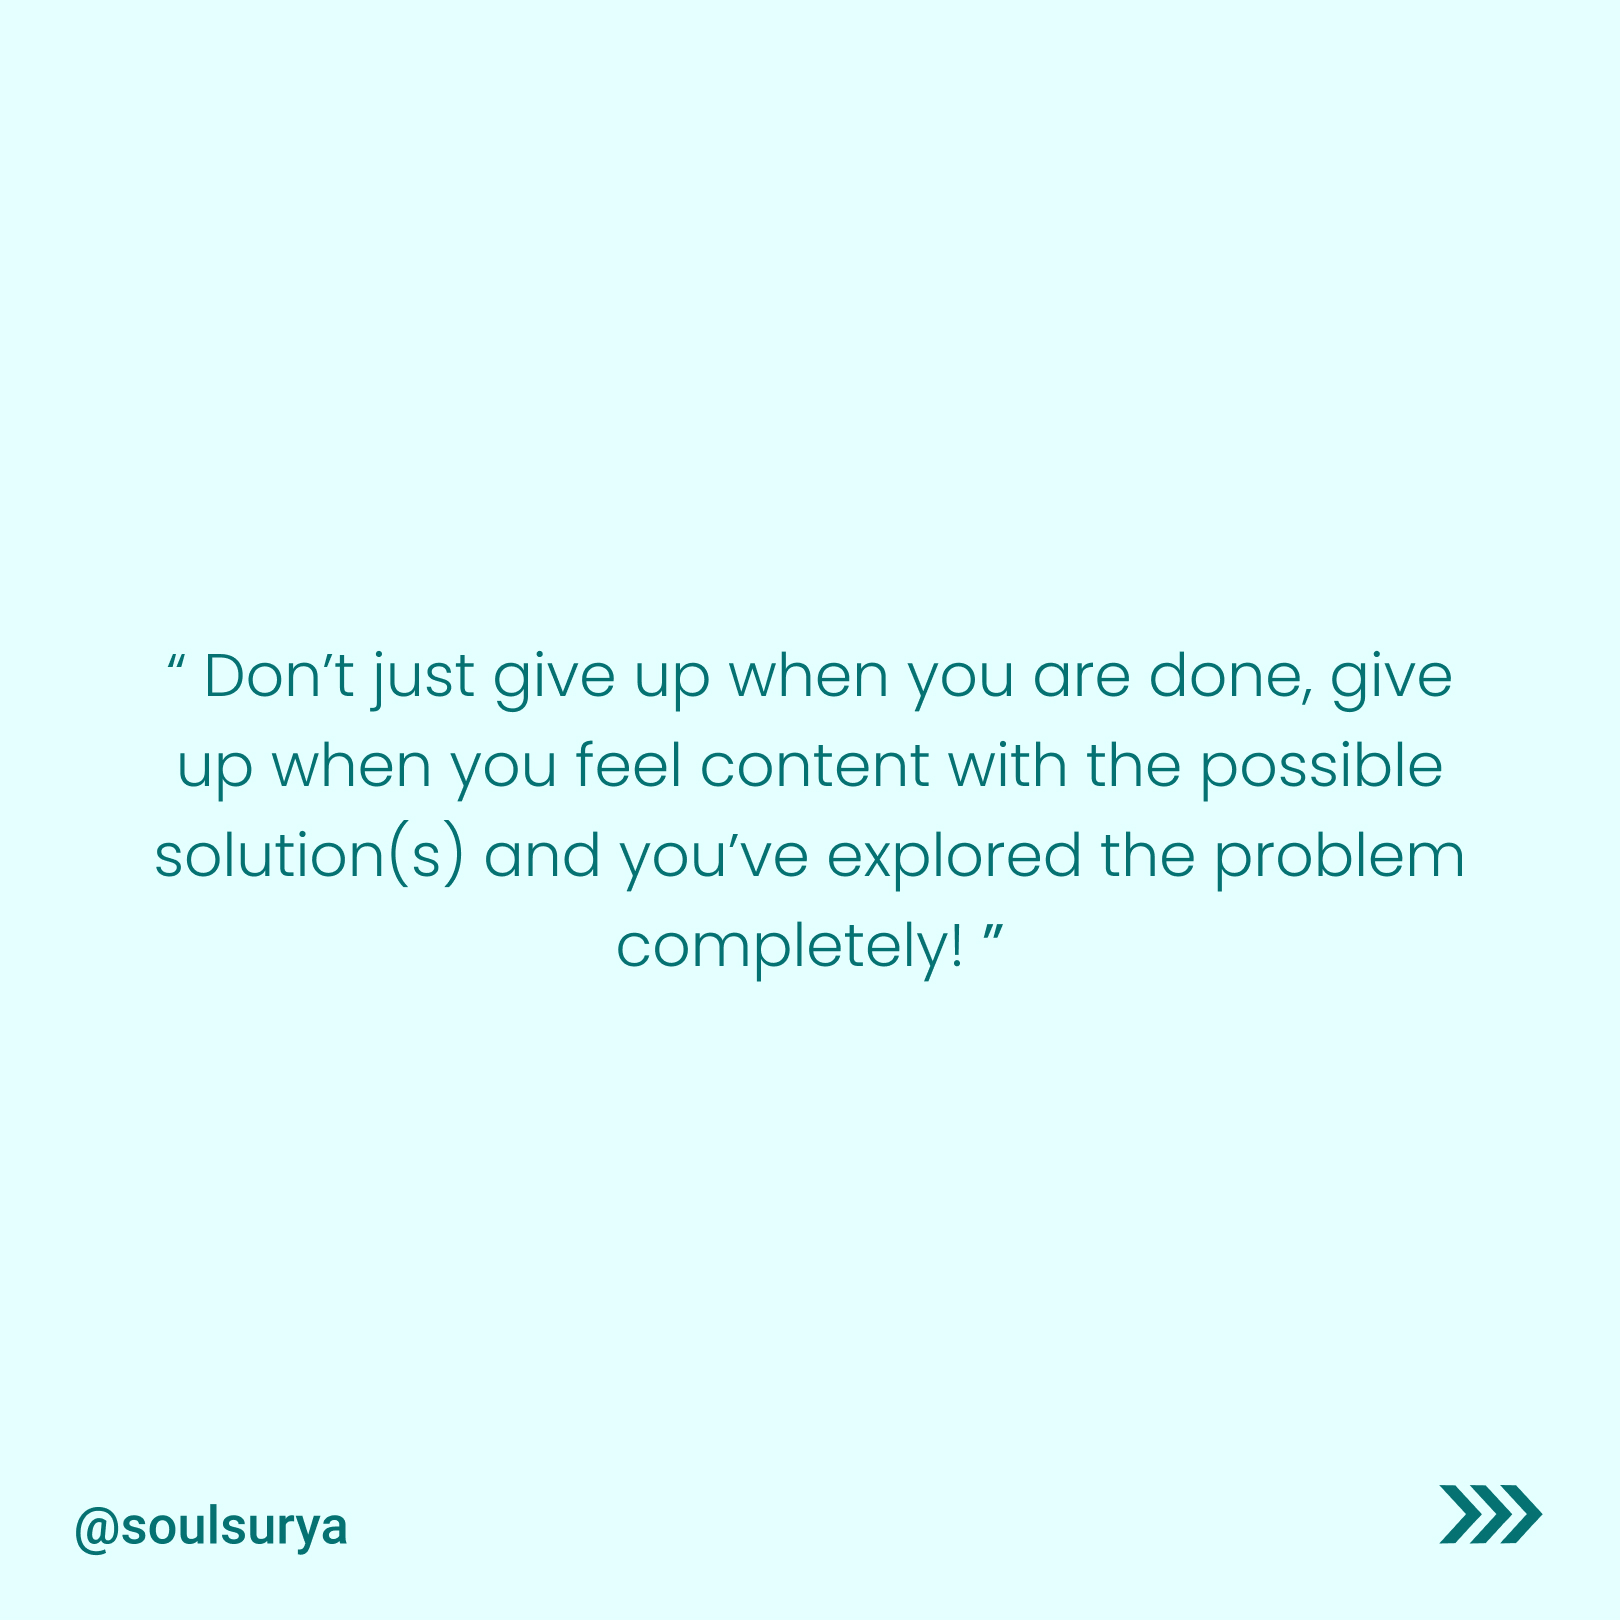 “ Don’t just give up when you are done, give
up when you feel content with the possible
solution(s) and you’ve explored the problem
completely! ”
@soulsurya